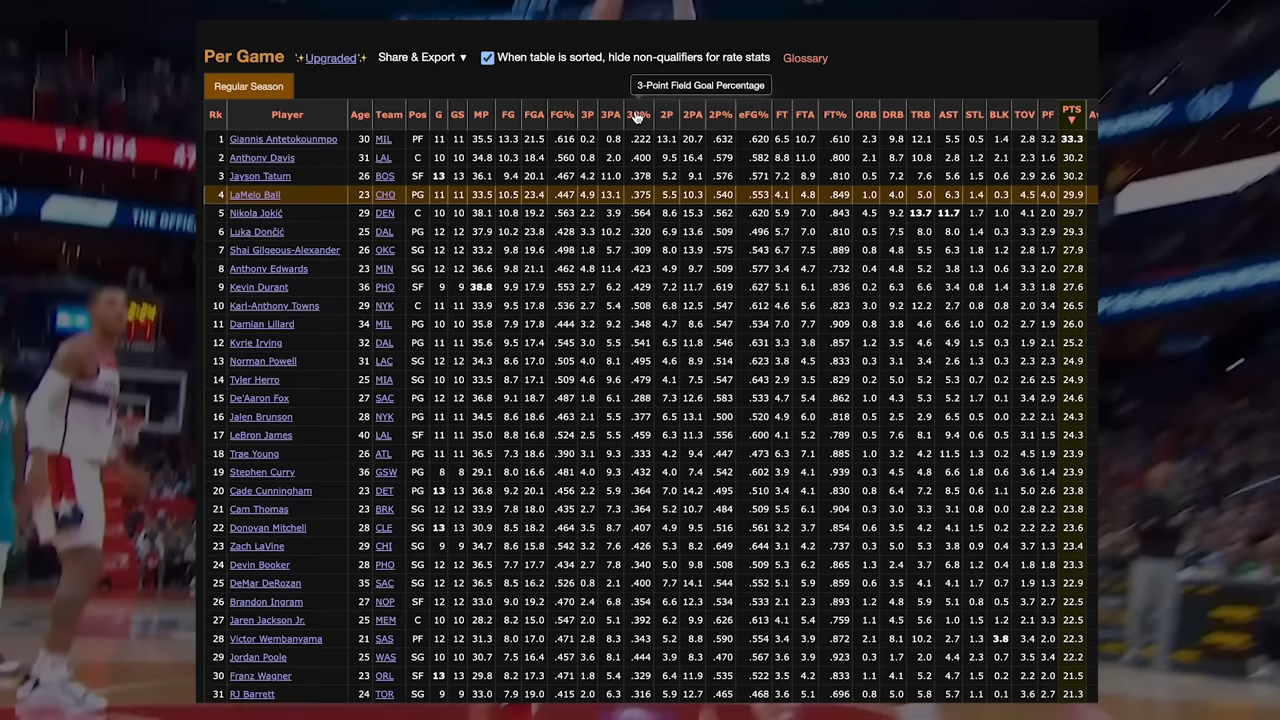 Per Game ✨Upgraded✨ Share & Export ▼ When table is sorted, hide non-qualifiers for rate stats Glossary
Regular Season 3-Point Field Goal Percentage
Rk Player Age Team Pos G GS MP FG FGA FG% 3P 3PA 3P% 2P 2PA 2P% eFG% FT FTA FT% ORB DRB TRB AST STL BLK TOV PF PTS ▼
1 Giannis Antetokounmpo 30 MIL PF 11 11 35.5 13.3 21.5 .616 0.2 0.8 .222 13.1 20.7 .632 .620 6.5 10.7 .610 2.3 9.8 12.1 5.5 0.5 1.4 2.8 3.2 33.3
2 Anthony Davis 31 LAL C 10 10 34.8 10.3 18.4 .560 0.8 2.0 .400 9.5 16.4 .579 .582 8.8 11.0 .800 2.1 8.7 10.8 2.8 1.2 2.1 2.3 1.6 30.2
3 Jayson Tatum 26 BOS SF 13 13 36.1 9.4 20.1 .467 4.2 11.0 .378 5.2 9.1 .576 .571 7.2 8.9 .810 0.6 6.5 7.2 5.6 1.5 0.6 2.8 2.6 30.2
4 LaMelo Ball 23 CHO PG 11 11 33.5 10.5 23.4 .447 4.9 13.1 .375 5.5 10.3 .540 .553 4.1 4.8 .849 1.0 4.0 5.0 6.3 1.4 0.3 4.5 4.0 29.9
5 Nikola Jokić 29 DEN C 10 10 38.1 10.8 19.2 .563 2.2 3.9 .564 8.6 15.3 .562 .620 5.9 7.0 .843 4.5 9.2 13.7 11.7 1.7 1.0 4.1 2.0 29.7
6 Luka Dončić 25 DAL PG 12 12 37.9 10.2 23.8 .428 3.3 10.2 .320 6.9 13.6 .509 .496 5.7 7.0 .810 0.5 7.5 8.0 8.0 1.4 0.3 3.3 2.9 29.3
7 Shai Gilgeous-Alexander 26 OKC SG 12 12 33.2 9.8 19.6 .498 1.8 5.7 .309 8.0 13.9 .575 .543 6.7 7.5 .889 0.8 4.8 5.5 6.3 1.8 1.2 2.8 1.7 27.9
8 Anthony Edwards 23 MIN SG 12 12 36.6 9.8 21.1 .462 4.8 11.4 .423 4.9 9.7 .509 .577 3.4 4.7 .732 0.4 4.8 5.2 3.8 1.3 0.6 3.3 2.0 27.8
9 Kevin Durant 36 PHO SF 9 9 38.8 9.9 17.9 .553 2.7 6.2 .429 7.2 11.7 .619 .627 5.1 6.1 .836 0.2 6.3 6.6 3.4 0.8 1.4 3.3 1.8 27.6
10 Karl-Anthony Towns 29 NYK C 11 11 33.9 9.5 17.8 .536 2.7 5.4 .508 6.8 12.5 .547 .612 4.6 5.6 .823 3.0 9.2 12.2 2.6 0.8 0.8 2.0 3.4 26.5
11 Damian Lillard 34 MIL PG 10 10 35.8 7.9 17.8 .444 3.2 9.2 .348 4.7 8.6 .547 .534 7.0 7.7 .909 0.8 3.8 4.6 6.6 1.0 0.2 2.7 1.9 26.0
12 Kyrie Irving 32 DAL PG 11 11 35.6 9.5 17.4 .545 3.0 5.5 .541 6.5 11.8 .546 .631 3.3 3.8 .857 1.2 3.5 4.6 4.9 1.5 0.3 1.9 2.1 25.2
13 Norman Powell 31 LAC SG 12 12 34.3 8.6 17.0 .505 4.0 8.1 .495 4.6 8.9 .514 .623 3.8 4.5 .833 0.3 3.1 3.4 2.6 1.3 0.3 2.2 2.3 24.9
14 Tyler Herro 25 MIA SG 10 10 33.5 8.7 17.1 .509 4.6 9.6 .479 4.1 7.5 .547 .643 2.9 3.5 .829 0.3 5.0 5.2 5.3 0.7 0.2 2.6 2.5 24.9
15 De'Aaron Fox 27 SAC PG 12 12 36.8 9.1 18.7 .487 1.8 6.1 .288 7.3 12.6 .583 .534 4.7 5.4 .862 1.0 4.3 5.3 5.2 1.7 0.1 3.4 2.9 24.6
16 Jalen Brunson 28 NYK PG 11 11 34.5 8.6 18.6 .463 2.1 5.5 .377 6.5 13.1 .500 .520 4.9 6.0 .818 0.5 2.5 2.9 6.5 0.5 0.0 2.2 2.1 24.3
17 LeBron James 40 LAL SF 11 11 35.0 8.8 16.8 .524 2.5 5.5 .459 6.3 11.3 .556 .600 4.1 5.2 .789 0.5 7.6 8.1 9.4 1.0 0.6 3.1 1.5 24.3
18 Trae Young 26 ATL PG 11 11 36.5 7.3 18.6 .390 3.1 9.3 .333 4.2 9.4 .447 .473 6.3 7.1 .885 1.0 3.2 4.2 11.5 1.3 0.2 4.5 1.9 23.9
19 Stephen Curry 36 GSW PG 8 8 29.1 8.0 16.6 .481 4.0 9.3 .432 4.0 7.4 .542 .602 3.9 4.1 .939 0.3 4.5 4.8 6.6 1.8 0.6 3.6 1.4 23.9
20 Cade Cunningham 23 DET PG 13 13 36.8 9.2 20.1 .456 2.2 5.9 .364 7.0 14.2 .495 .510 3.4 4.1 .830 0.8 6.4 7.2 8.5 0.6 1.1 5.0 2.6 23.8
21 Cam Thomas 23 BRK SG 12 12 33.9 7.8 18.0 .435 2.7 7.3 .364 5.2 10.7 .484 .509 5.5 6.1 .904 0.3 2.5 2.8 3.1 0.8 0.0 2.8 2.2 23.8
22 Donovan Mitchell 28 CLE SG 13 13 30.9 8.5 18.2 .464 3.5 8.7 .407 4.9 9.5 .516 .561 3.2 3.7 .854 0.6 3.5 4.2 4.1 1.5 0.2 2.2 2.2 23.6
23 Zach LaVine 29 CHI SG 9 9 34.7 8.6 15.8 .542 3.2 7.6 .426 5.3 8.2 .649 .644 3.1 4.2 .737 0.3 5.0 5.3 3.8 0.9 0.4 3.7 1.3 23.4
24 Devin Booker 28 PHO SG 12 12 36.5 7.7 17.7 .434 2.7 7.8 .340 5.0 9.8 .508 .509 5.3 6.2 .865 1.3 2.4 3.7 6.8 1.2 0.4 1.8 3.3 23.3
25 DeMar DeRozan 35 SAC SG 12 12 36.5 8.5 16.2 .526 0.8 2.1 .400 7.7 14.1 .544 .552 5.1 5.9 .859 0.6 3.5 4.1 4.1 0.7 0.7 1.9 1.3 22.9
26 Brandon Ingram 27 NOP SF 12 12 33.0 9.0 19.2 .470 2.4 6.8 .354 6.6 12.3 .534 .533 2.1 2.3 .893 1.2 4.8 5.9 5.1 0.8 0.5 3.7 2.7 22.5
27 Jaren Jackson Jr. 25 MEM C 10 10 28.2 8.2 15.0 .547 2.0 5.1 .392 6.2 9.9 .626 .613 4.1 5.4 .759 1.1 4.5 5.6 2.2 1.4 1.2 2.6 4.0 22.5
28 Victor Wembanyama 21 SAS PF 12 12 31.3 8.0 17.0 .471 2.8 8.3 .343 5.2 8.8 .590 .554 3.4 3.9 .872 2.1 8.1 10.2 2.7 1.3 3.8 3.4 2.0 22.3
29 Jordan Poole 25 WAS SG 10 10 30.7 7.5 16.4 .457 3.6 8.1 .444 3.9 8.3 .470 .567 3.6 3.9 .923 0.3 1.7 2.0 4.4 2.3 0.7 2.7 2.4 22.2
30 Franz Wagner 23 ORL SF 13 13 29.8 8.2 17.3 .471 1.8 5.4 .329 6.4 11.9 .535 .522 3.5 4.2 .833 1.1 4.1 5.2 4.7 1.5 0.2 2.2 2.0 21.5
31 RJ Barrett 24 TOR SG 9 9 33.0 7.9 19.0 .415 2.0 6.3 .316 5.9 12.7 .465 .468 3.6 5.1 .696 0.8 5.0 5.8 5.7 1.1 0.1 3.6 2.7 21.3